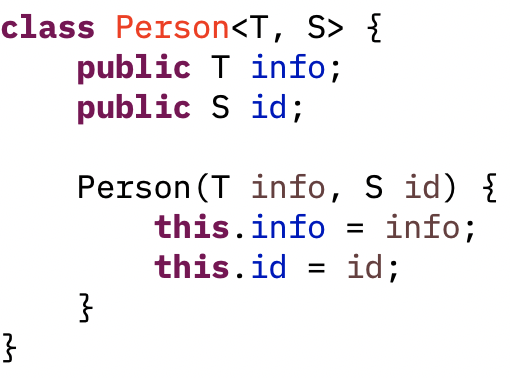 class Person<T, S> {
    public T info;
    public S id;

    Person(T info, S id) {
        this.info = info;
        this.id = id;
    }
}